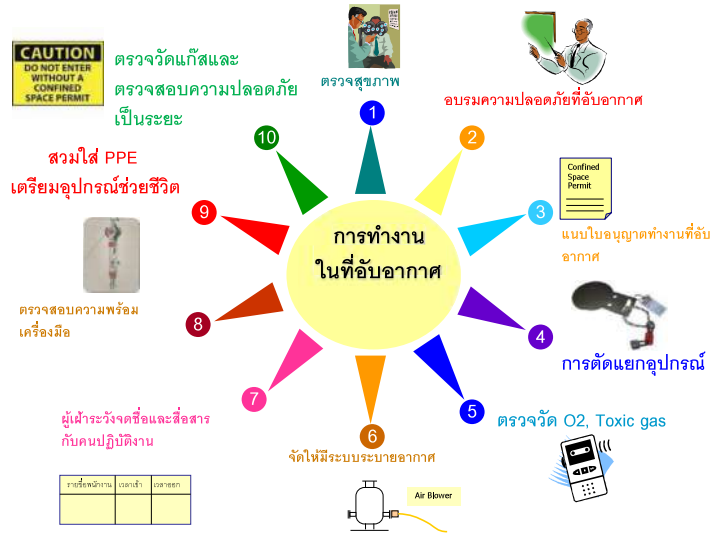 การทำงาน
ในที่อับอากาศ
1
ตรวจสุขภาพ
2
อบรมความปลอดภัยที่อับอากาศ
3
Confined
Space
Permit
แนบใบอนุญาตทำงานที่อับ
อากาศ
4
การตัดแยกอุปกรณ์
5
ตรวจวัด O2, Toxic gas
6
จัดให้มีระบบระบายอากาศ
Air Blower
7
ผู้เฝ้าระวังจดชื่อและสื่อสาร
กับคนปฏิบัติงาน
รายชื่อพนักงาน เวลาเข้า เวลาออก
8
ตรวจสอบความพร้อม
เครื่องมือ
9
สวมใส่ PPE
เตรียมอุปกรณ์ช่วยชีวิต
10
ตรวจวัดแก๊สและ
ตรวจสอบความปลอดภัย
เป็นระยะ
CAUTION
DO NOT ENTER
WITHOUT A
CONFINED
SPACE PERMIT